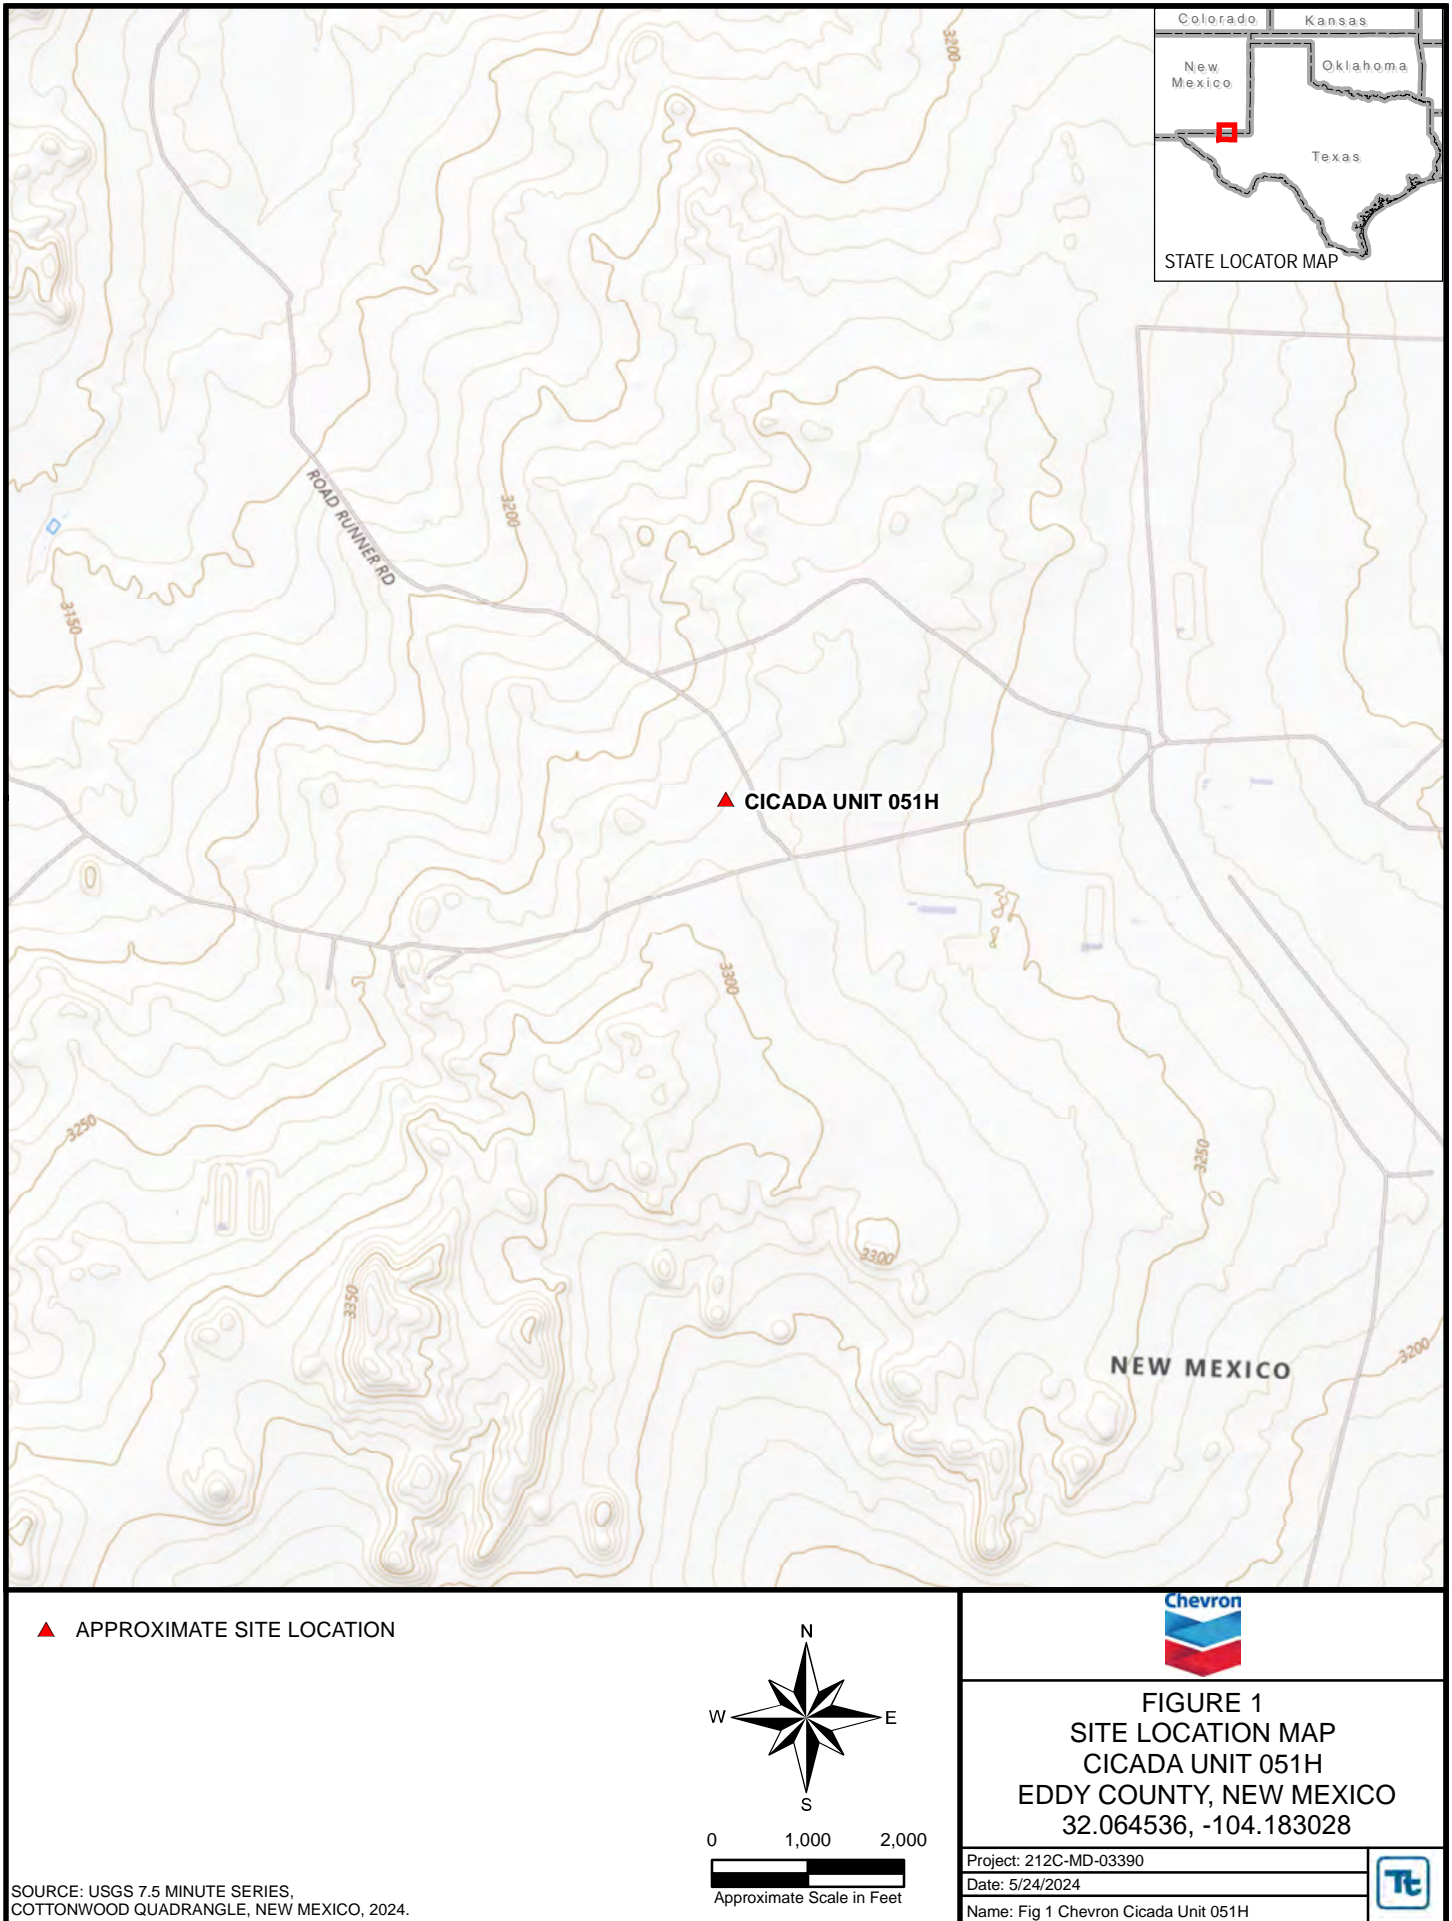 Colorado
Kansas
New
Mexico
Oklahoma
Texas
STATE LOCATOR MAP
3200
ROAD RUNNER RD
3200
3150
CICADA UNIT 051H
3300
3250
3250
3300
3350
NEW MEXICO
3200
APPROXIMATE SITE LOCATION
N
W
E
S
0 1,000 2,000
Approximate Scale in Feet
SOURCE: USGS 7.5 MINUTE SERIES,
COTTONWOOD QUADRANGLE, NEW MEXICO, 2024.
Chevron
FIGURE 1
SITE LOCATION MAP
CICADA UNIT 051H
EDDY COUNTY, NEW MEXICO
32.064536, -104.183028
Project: 212C-MD-03390
Date: 5/24/2024
Name: Fig 1 Chevron Cicada Unit 051H
Tt